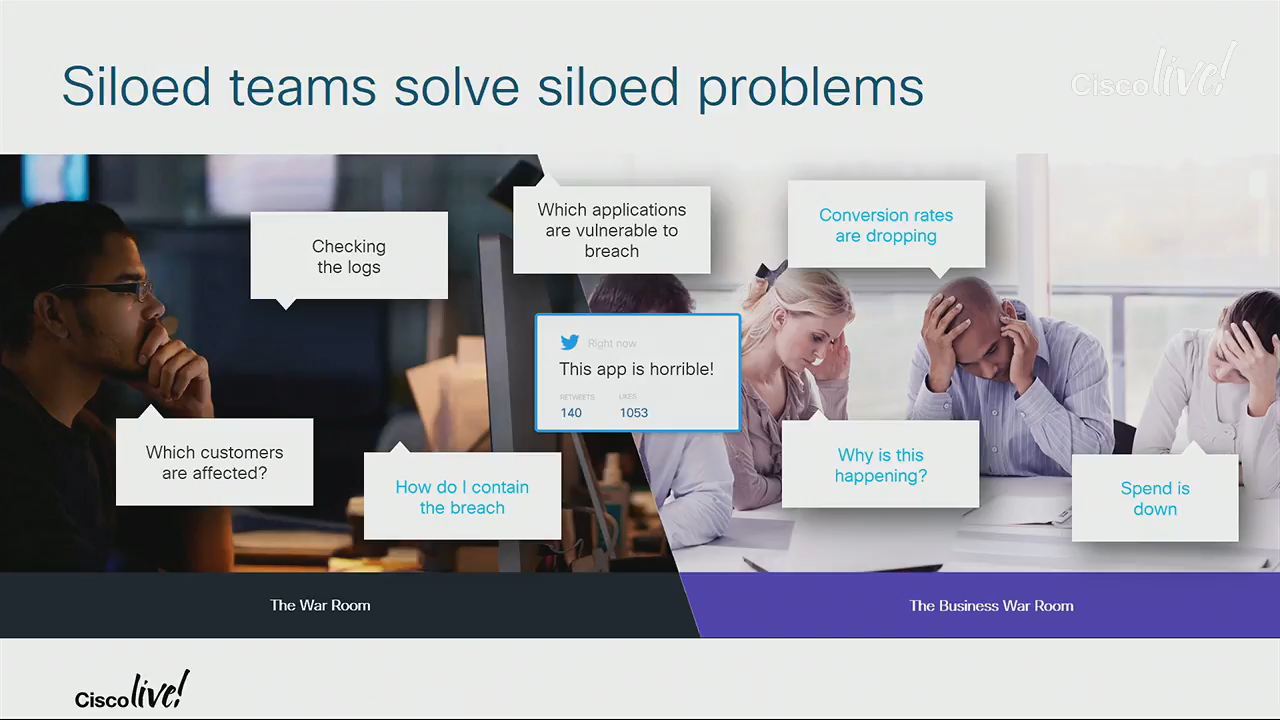 Siloed teams solve siloed problems
Cisco live!
Checking
the logs
Which applications
are vulnerable to
breach
Conversion rates
are dropping
Right now
This app is horrible!
RETWEETS LIKES
140 1053
Which customers
are affected?
How do I contain
the breach
Why is this
happening?
Spend is
down
The War Room
The Business War Room
Cisco live!